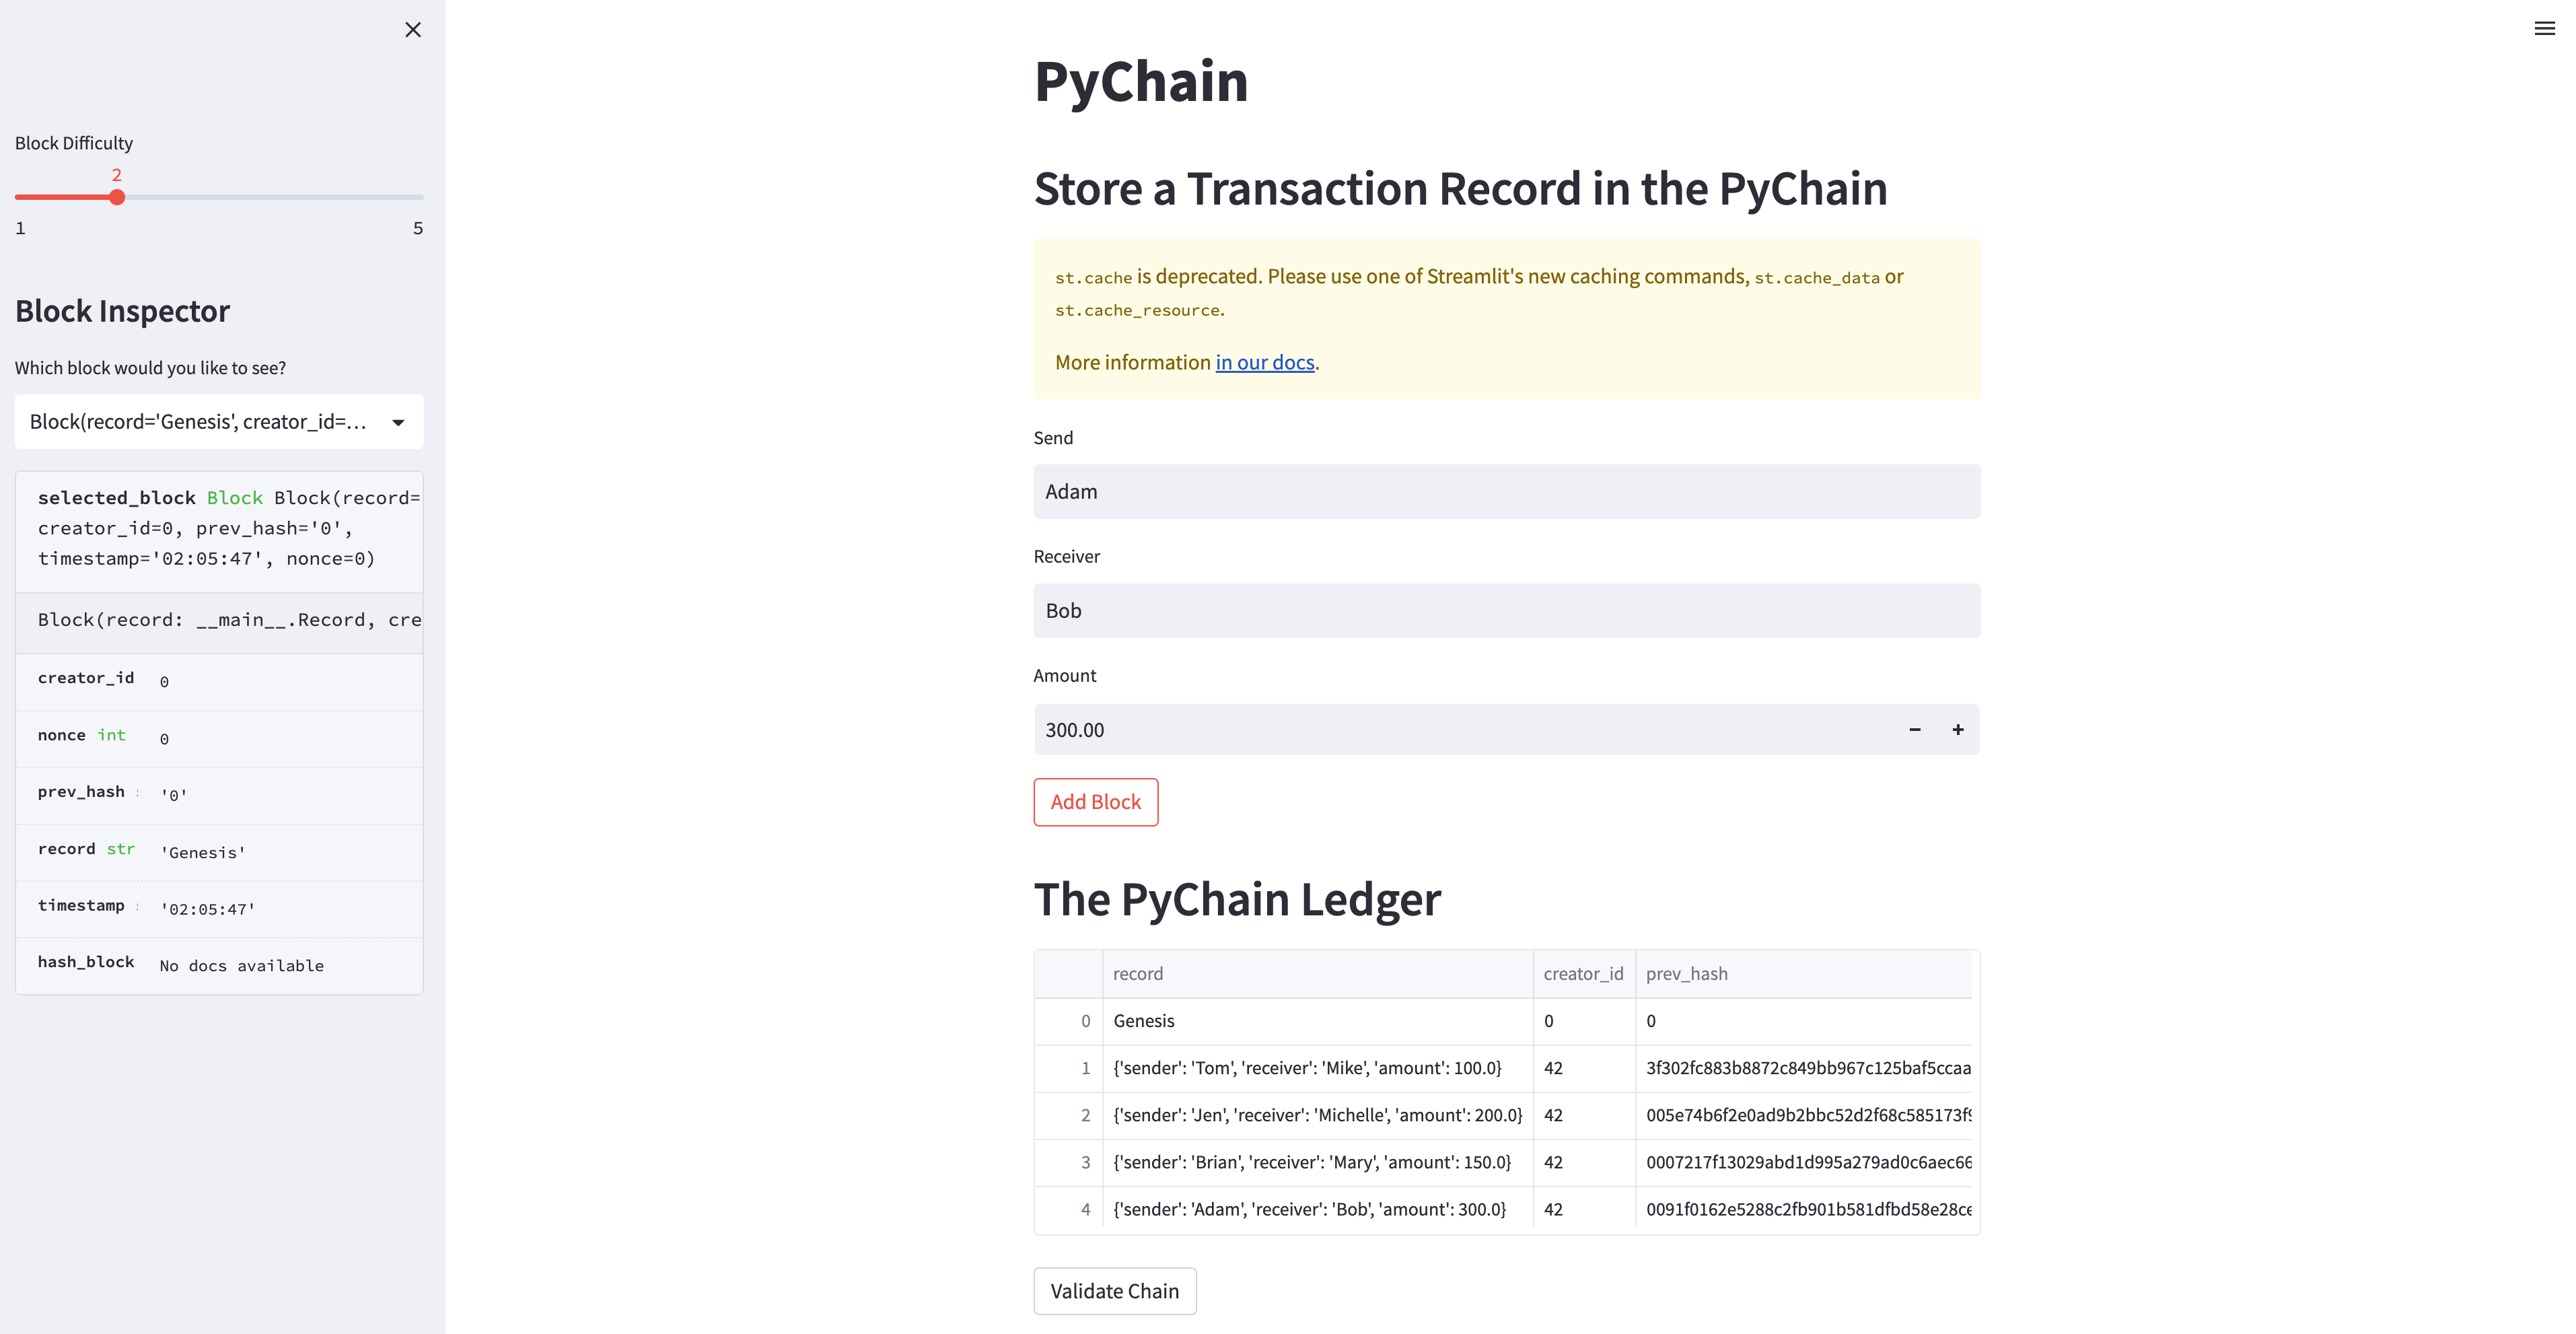 Block Difficulty
2
1 5
Block Inspector
Which block would you like to see?
Block(record='Genesis', creator_id=...
selected_block Block Block(record=
creator_id=0, prev_hash='0',
timestamp='02:05:47', nonce=0)
Block(record: __main__.Record, cre
creator_id 0
nonce int 0
prev_hash '0'
record str 'Genesis'
timestamp '02:05:47'
hash_block No docs available
PyChain
Store a Transaction Record in the PyChain
st.cache is deprecated. Please use one of Streamlit's new caching commands, st.cache_data or
st.cache_resource.
More information in our docs.
Send
Adam
Receiver
Bob
Amount
300.00 − +
Add Block
The PyChain Ledger
record creator_id prev_hash
0 Genesis 0 0
1 {'sender': 'Tom', 'receiver': 'Mike', 'amount': 100.0} 42 3f302fc883b8872c849bb967c125baf5ccaa
2 {'sender': 'Jen', 'receiver': 'Michelle', 'amount': 200.0} 42 005e74b6f2e0ad9b2bbc52d2f68c585173f9
3 {'sender': 'Brian', 'receiver': 'Mary', 'amount': 150.0} 42 0007217f13029abd1d995a279ad0c6aec66
4 {'sender': 'Adam', 'receiver': 'Bob', 'amount': 300.0} 42 0091f0162e5288c2fb901b581dfbd58e28ce
Validate Chain